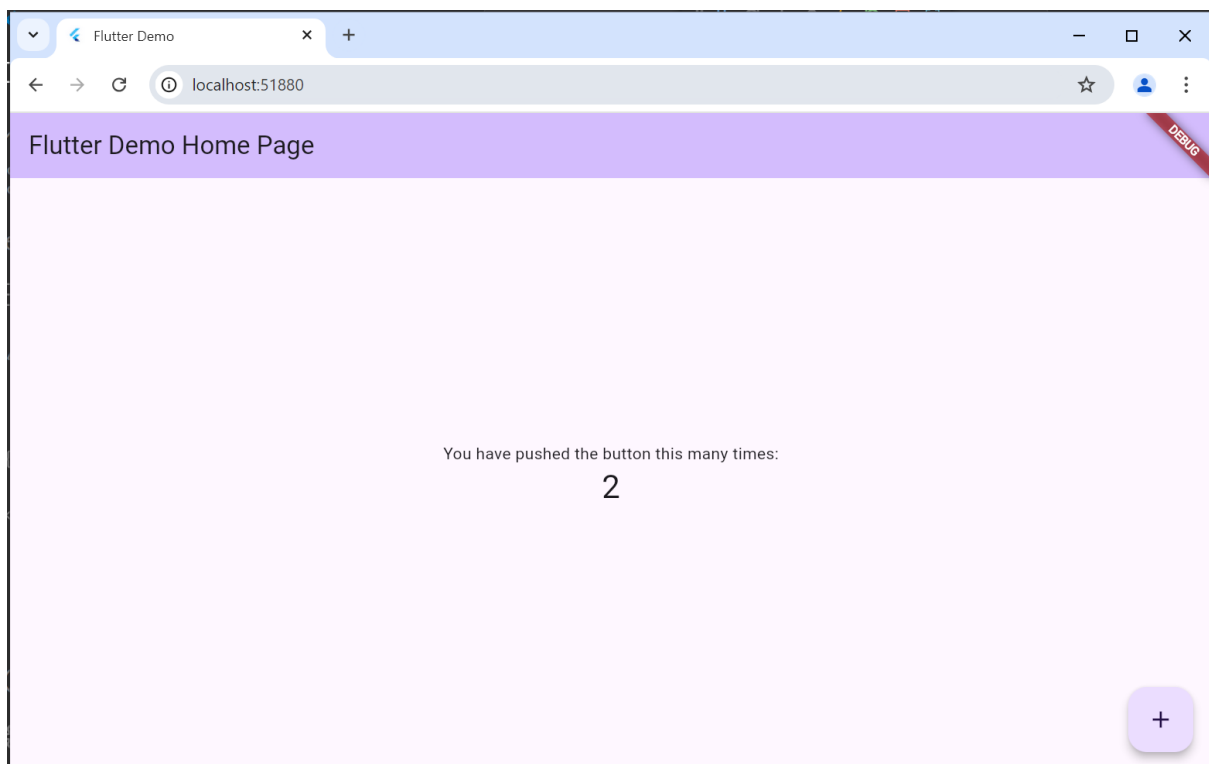 Flutter Demo
localhost:51880
Flutter Demo Home Page
DEBUG
You have pushed the button this many times:
2